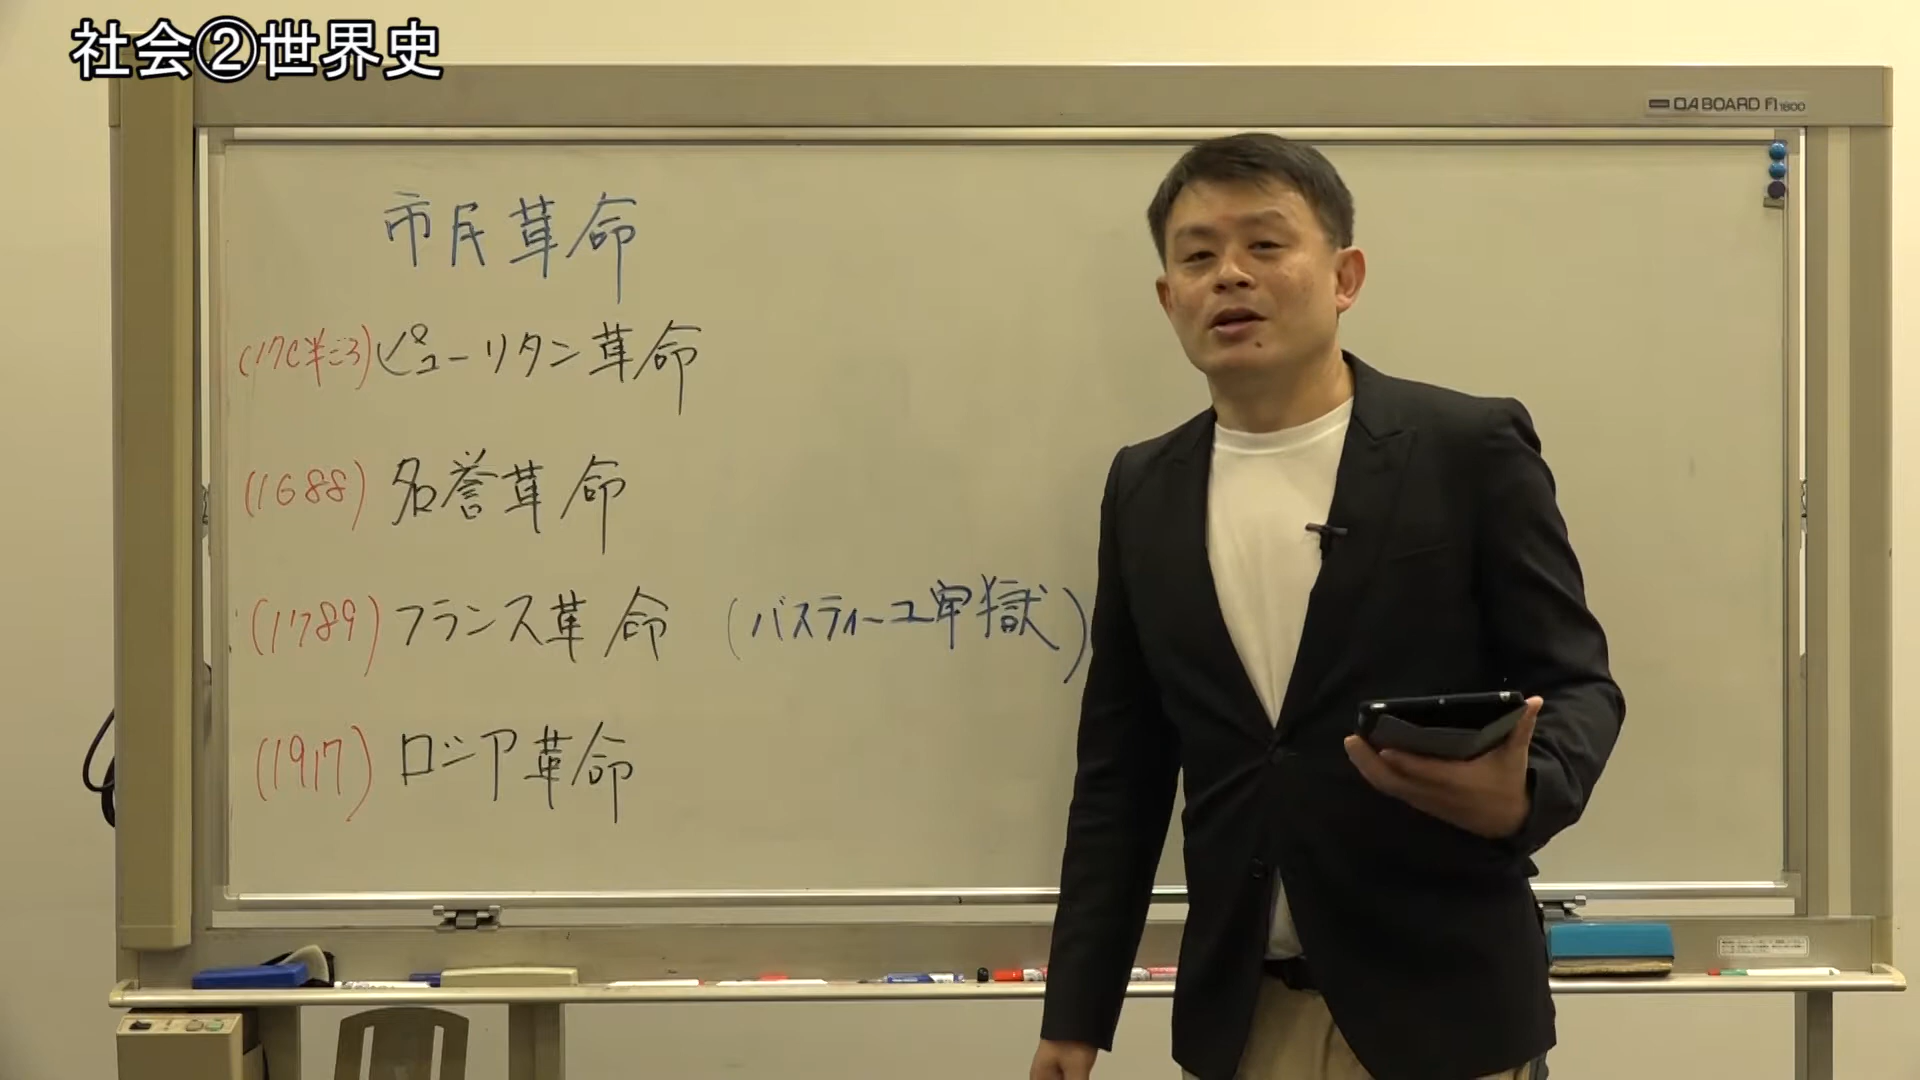 社会②世界史
QA BOARD F1 1800
市民革命
(17C半ごろ)ピューリタン革命
(1688) 名誉革命
(1789) フランス革命 (バスティーユ牢獄)
(1917) ロシア革命